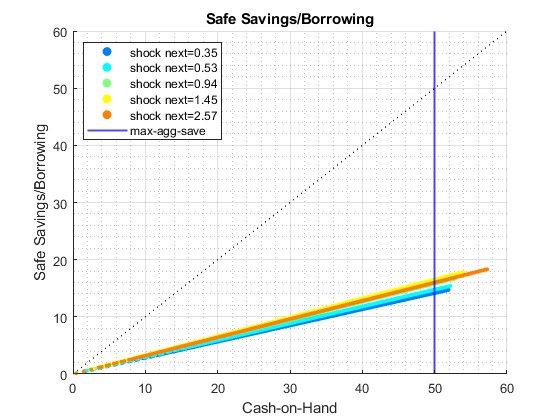 Safe Savings/Borrowing
60
50
40
30
20
10
0
Safe Savings/Borrowing
shock next=0.35
shock next=0.53
shock next=0.94
shock next=1.45
shock next=2.57
max-agg-save
0 10 20 30 40 50 60
Cash-on-Hand